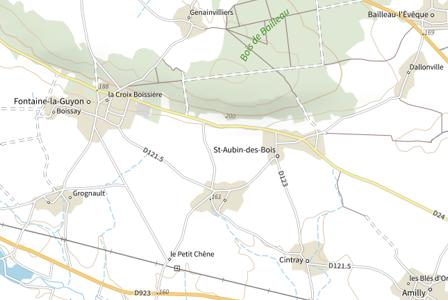 Genainvilliers
Bailleau-l'Évêque
169
Bois de Bailleau
Dallonville
188
la Croix Boissière
Fontaine-la-Guyon
Boissay
200
St-Aubin-des-Bois
D121.5
D123
Grognault
161
D24
le Petit Chêne
Cintray
D121.5
les Blés d'Or
Amilly
D923
160